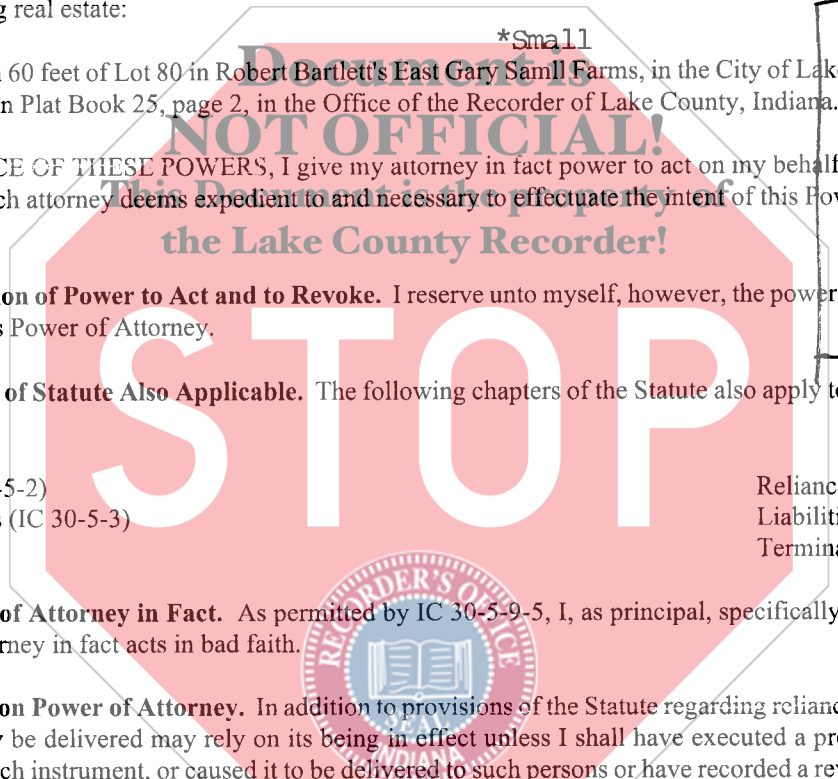 g real estate:
*Small
60 feet of Lot 80 in Robert Bartlett's East Gary Samll Farms, in the City of Lak
n Plat Book 25, page 2, in the Office of the Recorder of Lake County, Indiana.
Document is
NOT OFFICIAL!
This Document is the property of
the Lake County Recorder!
CE OF THESE POWERS, I give my attorney in fact power to act on my behalf
ch attorney deems expedient to and necessary to effectuate the intent of this Pov
on of Power to Act and to Revoke. I reserve unto myself, however, the power
s Power of Attorney.
STOP
of Statute Also Applicable. The following chapters of the Statute also apply to
-5-2)
Relianc
(IC 30-5-3)
Liabiliti
Termina
RECORDER'S OFFICE
SEAL
INDIANA
of Attorney in Fact. As permitted by IC 30-5-9-5, I, as principal, specifically
rney in fact acts in bad faith.
on Power of Attorney. In addition to provisions of the Statute regarding relianc
y be delivered may rely on its being in effect unless I shall have executed a pro
ch instrument, or caused it to be delivered to such persons or have recorded a re